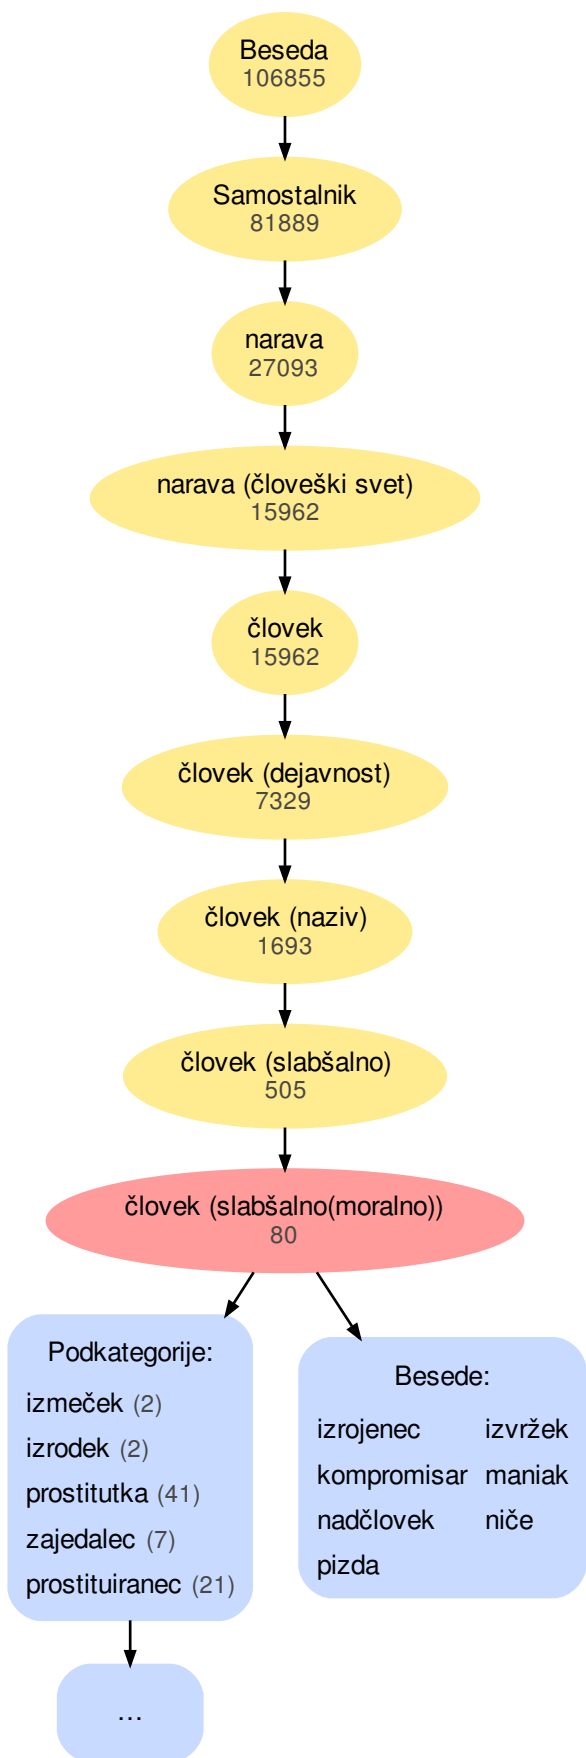 Beseda
106855
Samostalnik
81889
narava
27093
narava (človeški svet)
15962
človek
15962
človek (dejavnost)
7329
človek (naziv)
1693
človek (slabšalno)
505
človek (slabšalno(moralno))
80
Podkategorije:
izmeček (2)
izrodek (2)
prostitutka (41)
zajedalec (7)
prostituiranec (21)
...
Besede:
izrojenec izvržek
kompromisar maniak
nadčlovek niče
pizda